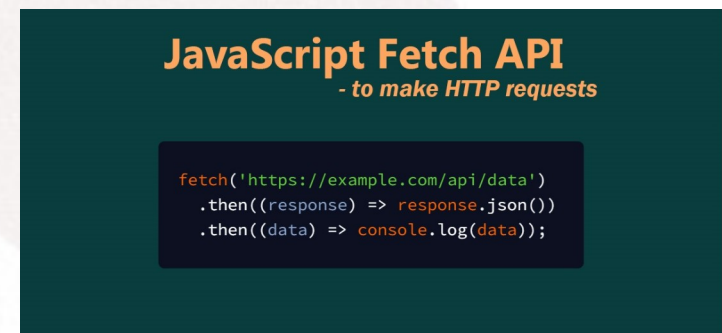 JavaScript Fetch API
- to make HTTP requests
fetch('https://example.com/api/data')
.then((response) => response.json())
.then((data) => console.log(data));